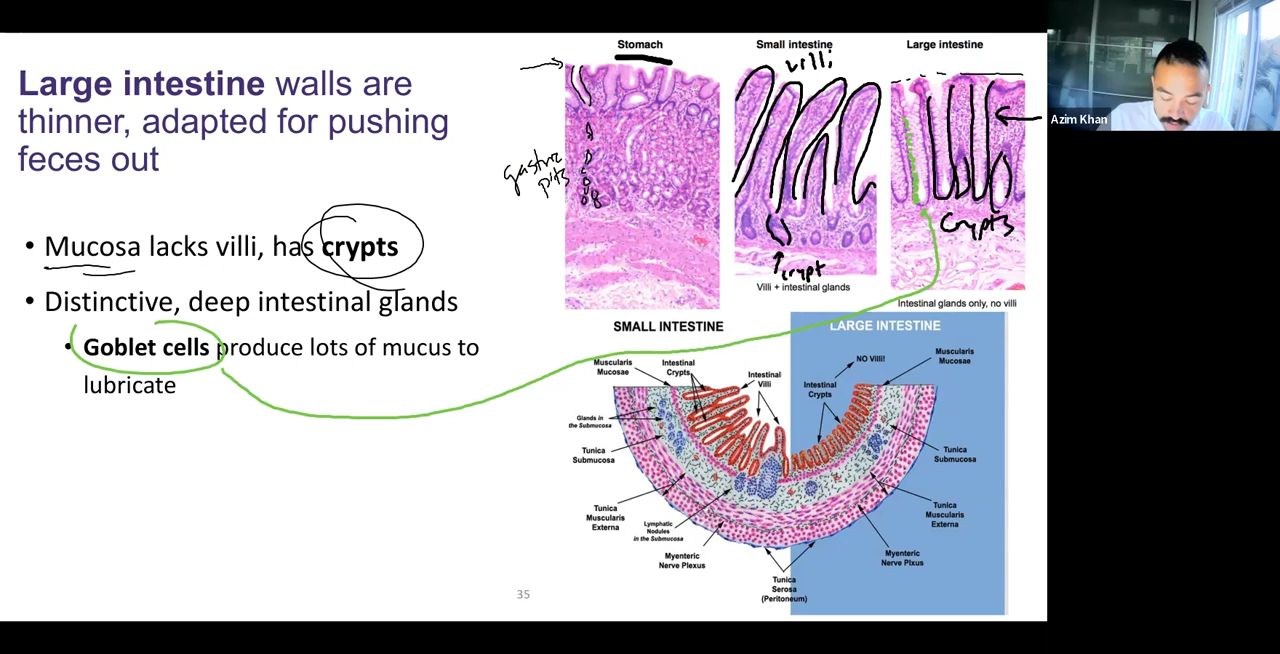 Large intestine walls are
thinner, adapted for pushing
feces out
• Mucosa lacks villi, has crypts
• Distinctive, deep intestinal glands
• Goblet cells produce lots of mucus to
lubricate
Stomach
Small intestine
Large intestine
villi
gastric
pits
crypt
crypts
Villi + intestinal glands
Intestinal glands only, no villi
Azim Khan
SMALL INTESTINE
LARGE INTESTINE
Muscularis
Mucosae
Intestinal
Crypts
Intestinal
Villi
Glands in
the Submucosa
Tunica
Submucosa
Tunica
Muscularis
Externa
Lymphatic
Nodules
in the Submucosa
Myenteric
Nerve Plexus
Tunica
Serosa
(Peritoneum)
NO Villi!
Intestinal
Crypts
Muscularis
Mucosae
Tunica
Submucosa
Tunica
Muscularis
Externa
Myenteric
Nerve Plxus
35